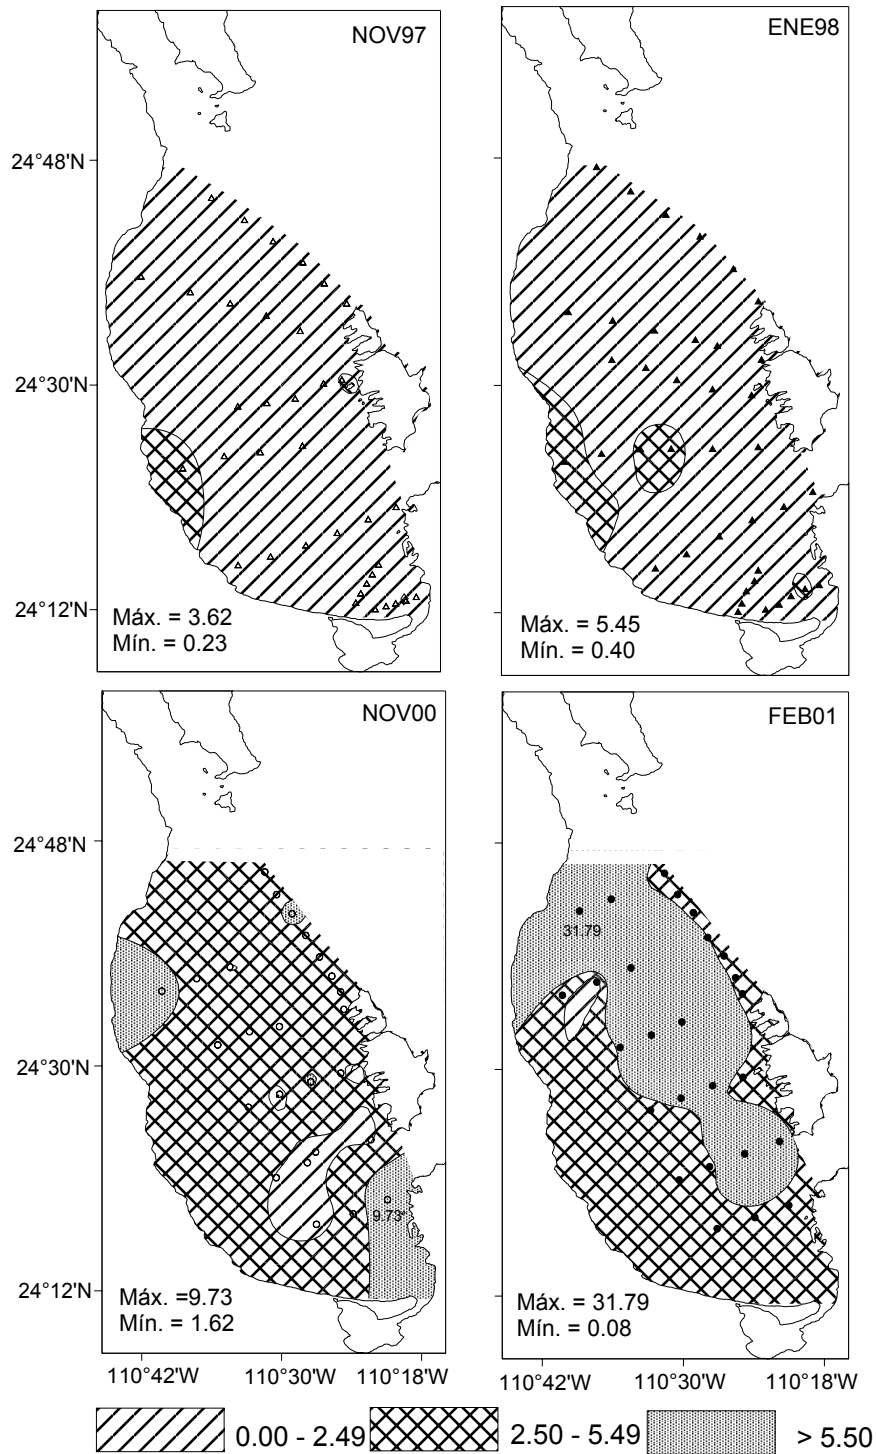 NOV97
ENE98
24°48'N
24°30'N
24°12'N
Máx. = 3.62
Mín. = 0.23
Máx. = 5.45
Mín. = 0.40
NOV00
FEB01
24°48'N
31.79
24°30'N
9.73
24°12'N
Máx. =9.73
Mín. = 1.62
Máx. = 31.79
Mín. = 0.08
110°42'W 110°30'W 110°18'W
110°42'W 110°30'W 110°18'W
0.00 - 2.49 2.50 - 5.49 > 5.50